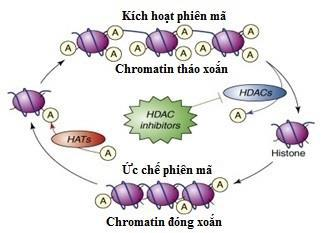 Kích hoạt phiên mã
A A A A A
Chromatin tháo xoắn
A
HDAC
inhibitors
HDACs
A
A
HATs
A
Histone
Ức chế phiên mã
Chromatin đóng xoắn